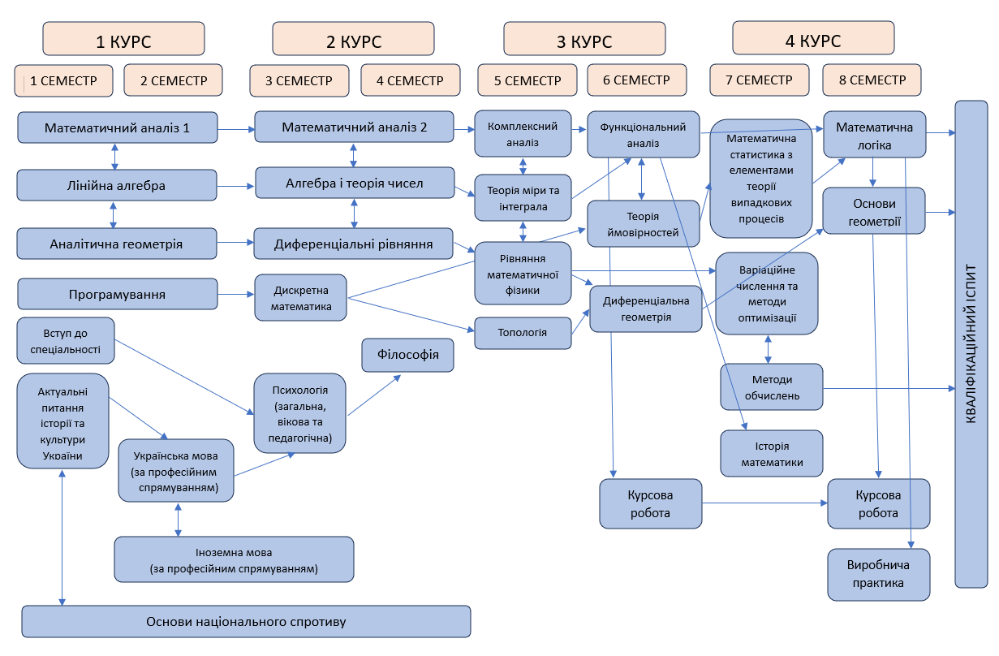 1 КУРС
2 КУРС
3 КУРС
4 КУРС
1 СЕМЕСТР
2 СЕМЕСТР
3 СЕМЕСТР
4 СЕМЕСТР
5 СЕМЕСТР
6 СЕМЕСТР
7 СЕМЕСТР
8 СЕМЕСТР
Математичний аналіз 1
Лінійна алгебра
Аналітична геометрія
Програмування
Вступ до
спеціальності
Актуальні
питання
історії та
культури
України
Українська мова
(за професійним
спрямуванням)
Іноземна мова
(за професійним спрямуванням)
Основи національного спротиву
Математичний аналіз 2
Алгебра і теорія чисел
Диференціальні рівняння
Дискретна
математика
Філософія
Психологія
(загальна,
вікова та
педагогічна)
Комплексний
аналіз
Теорія міри та
інтеграла
Рівняння
математичної
фізики
Топологія
Функціональний
аналіз
Теорія
ймовірностей
Диференціальна
геометрія
Курсова
робота
Математична
статистика з
елементами
теорії
випадкових
процесів
Варіаційне
числення та
методи
оптимізації
Методи
обчислень
Історія
математики
Математична
логіка
Основи
геометрії
Курсова
робота
Виробнича
практика
КВАЛІФІКАЦІЙНИЙ ІСПИТ